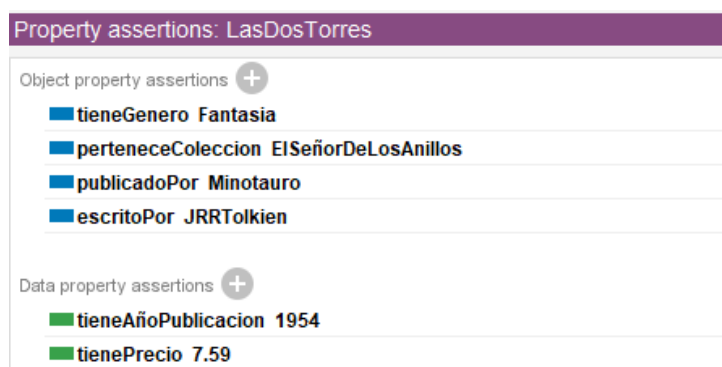 Property assertions: LasDosTorres
Object property assertions
tieneGenero Fantasia
perteneceColeccion ElSeñorDeLosAnillos
publicadoPor Minotauro
escritoPor JRRTolkien
Data property assertions
tieneAñoPublicacion 1954
tienePrecio 7.59